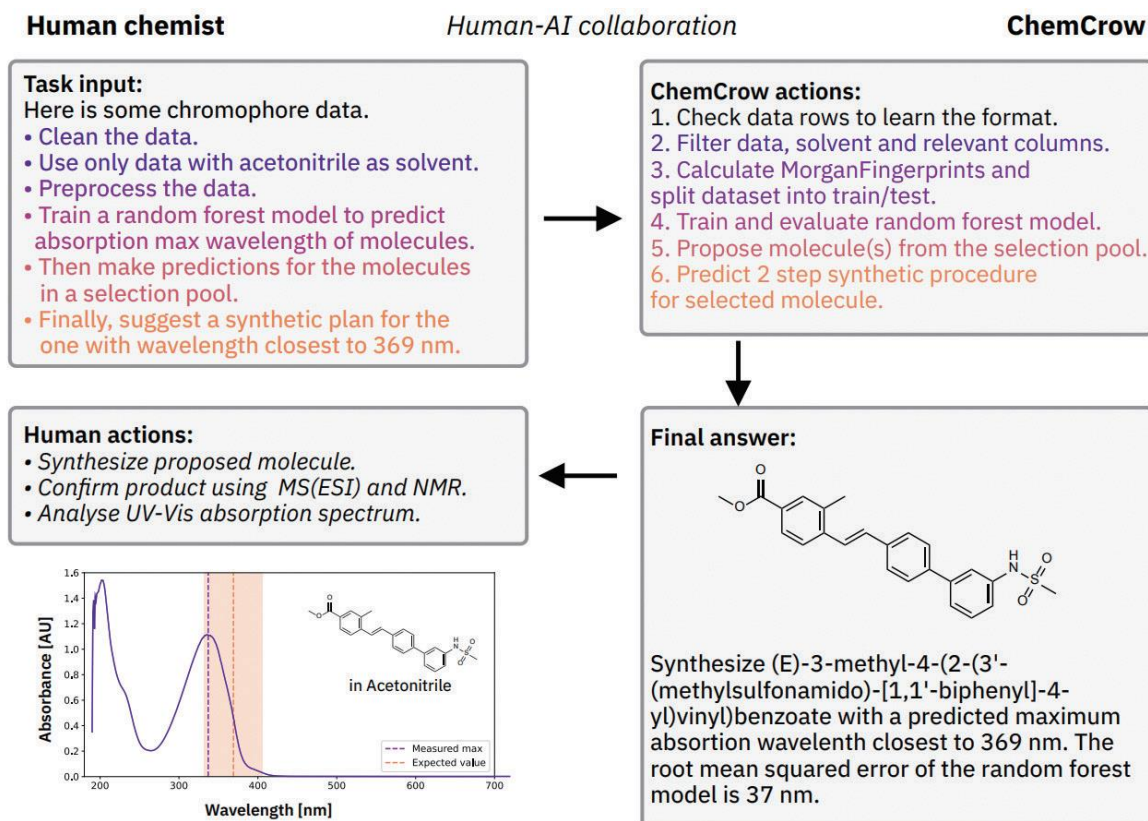 Human chemist
Human-AI collaboration
ChemCrow
Task input:
Here is some chromophore data.
• Clean the data.
• Use only data with acetonitrile as solvent.
• Preprocess the data.
• Train a random forest model to predict
absorption max wavelength of molecules.
• Then make predictions for the molecules
in a selection pool.
• Finally, suggest a synthetic plan for the
one with wavelength closest to 369 nm.
ChemCrow actions:
1. Check data rows to learn the format.
2. Filter data, solvent and relevant columns.
3. Calculate MorganFingerprints and
split dataset into train/test.
4. Train and evaluate random forest model.
5. Propose molecule(s) from the selection pool.
6. Predict 2 step synthetic procedure
for selected molecule.
Final answer:
O
O
H
N
O
S
O
Synthesize (E)-3-methyl-4-(2-(3'-
(methylsulfonamido)-[1,1'-biphenyl]-4-
yl)vinyl)benzoate with a predicted maximum
absortion wavelenth closest to 369 nm. The
root mean squared error of the random forest
model is 37 nm.
Human actions:
• Synthesize proposed molecule.
• Confirm product using MS(ESI) and NMR.
• Analyse UV-Vis absorption spectrum.
Absorbance [AU]
1.6
1.4
1.2
1.0
0.8
0.6
0.4
0.2
0.0
O
O
H
N
O
S
O
in Acetonitrile
Measured max
Expected value
200 300 400 500 600 700
Wavelength [nm]